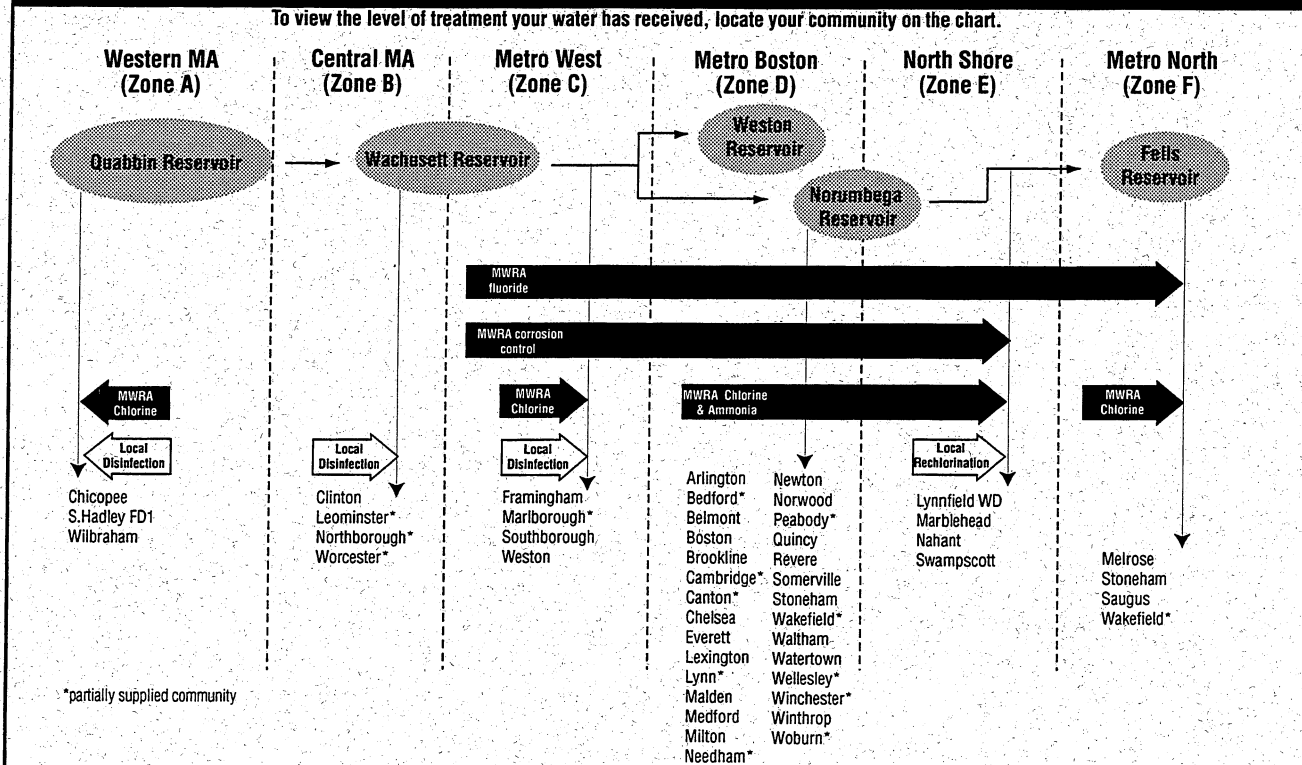 To view the level of treatment your water has received, locate your community on the chart.
Western MA
(Zone A)
Central MA
(Zone B)
Metro West
(Zone C)
Metro Boston
(Zone D)
North Shore
(Zone E)
Metro North
(Zone F)
Quabbin Reservoir
Wachusett Reservoir
Weston
Reservoir
Norumbega
Reservoir
Fells
Reservoir
MWRA
fluoride
MWRA corrosion
control
MWRA
Chlorine
MWRA
Chlorine
MWRA Chlorine
& Ammonia
MWRA
Chlorine
Local
Disinfection
Local
Disinfection
Local
Disinfection
Local
Rechlorination
Chicopee
S.Hadley FD1
Wilbraham
Clinton
Leominster*
Northborough*
Worcester*
Framingham
Marlborough*
Southborough
Weston
Arlington
Bedford*
Belmont
Boston
Brookline
Cambridge*
Canton*
Chelsea
Everett
Lexington
Lynn*
Malden
Medford
Milton
Needham*
Newton
Norwood
Peabody*
Quincy
Revere
Somerville
Stoneham
Wakefield*
Waltham
Watertown
Wellesley*
Winchester*
Winthrop
Woburn*
Lynnfield WD
Marblehead
Nahant
Swampscott
Melrose
Stoneham
Saugus
Wakefield*
*partially supplied community